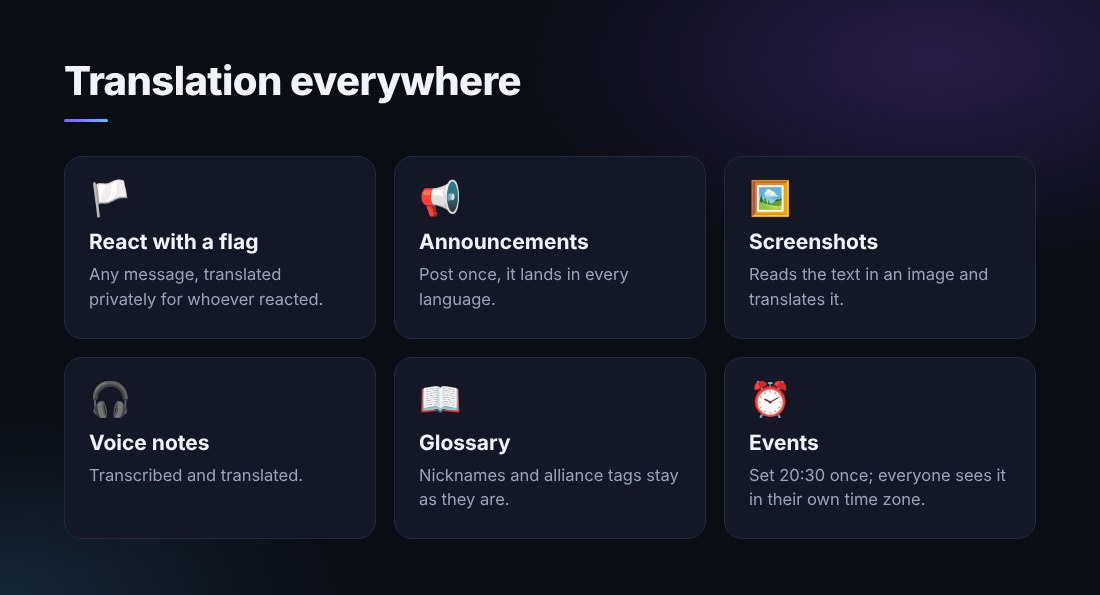 Translation everywhere
React with a flag
Any message, translated
privately for whoever reacted.
Announcements
Post once, it lands in every
language.
Screenshots
Reads the text in an image and
translates it.
Voice notes
Transcribed and translated.
Glossary
Nicknames and alliance tags stay
as they are.
Events
Set 20:30 once; everyone sees it
in their own time zone.